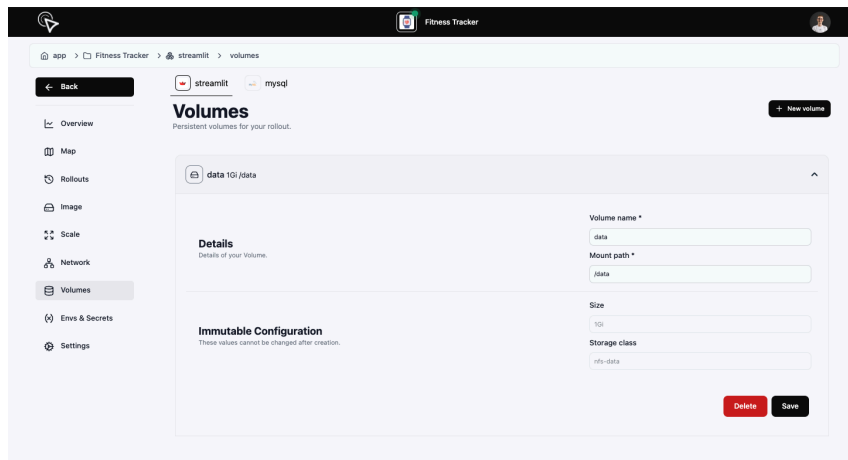 Fitness Tracker
app > Fitness Tracker > streamlit > volumes
Back
streamlit
mysql
Overview
Map
Rollouts
Image
Scale
Network
Volumes
Envs & Secrets
Settings
Volumes
Persistent volumes for your rollout.
+ New volume
data 1Gi /data
Details
Details of your Volume.
Volume name *
data
Mount path *
/data
Immutable Configuration
These values cannot be changed after creation.
Size
1Gi
Storage class
nfs-data
Delete
Save